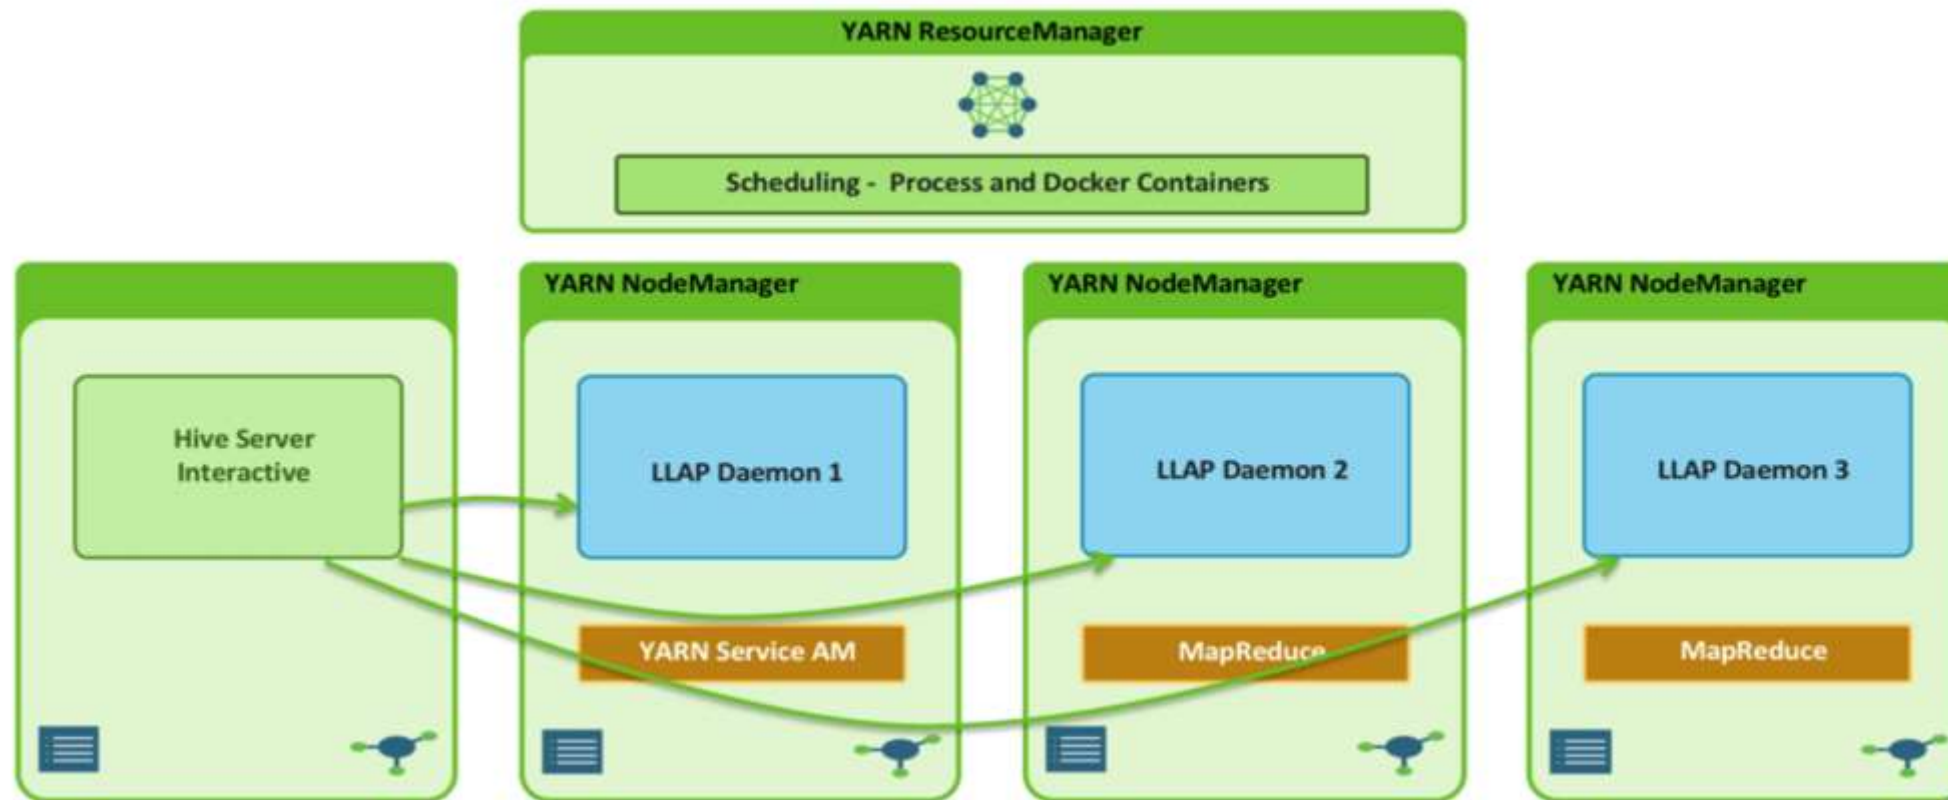 YARN ResourceManager
Scheduling - Process and Docker Containers
YARN NodeManager
YARN NodeManager
YARN NodeManager
Hive Server
Interactive
LLAP Daemon 1
LLAP Daemon 2
LLAP Daemon 3
YARN Service AM
MapReduce
MapReduce